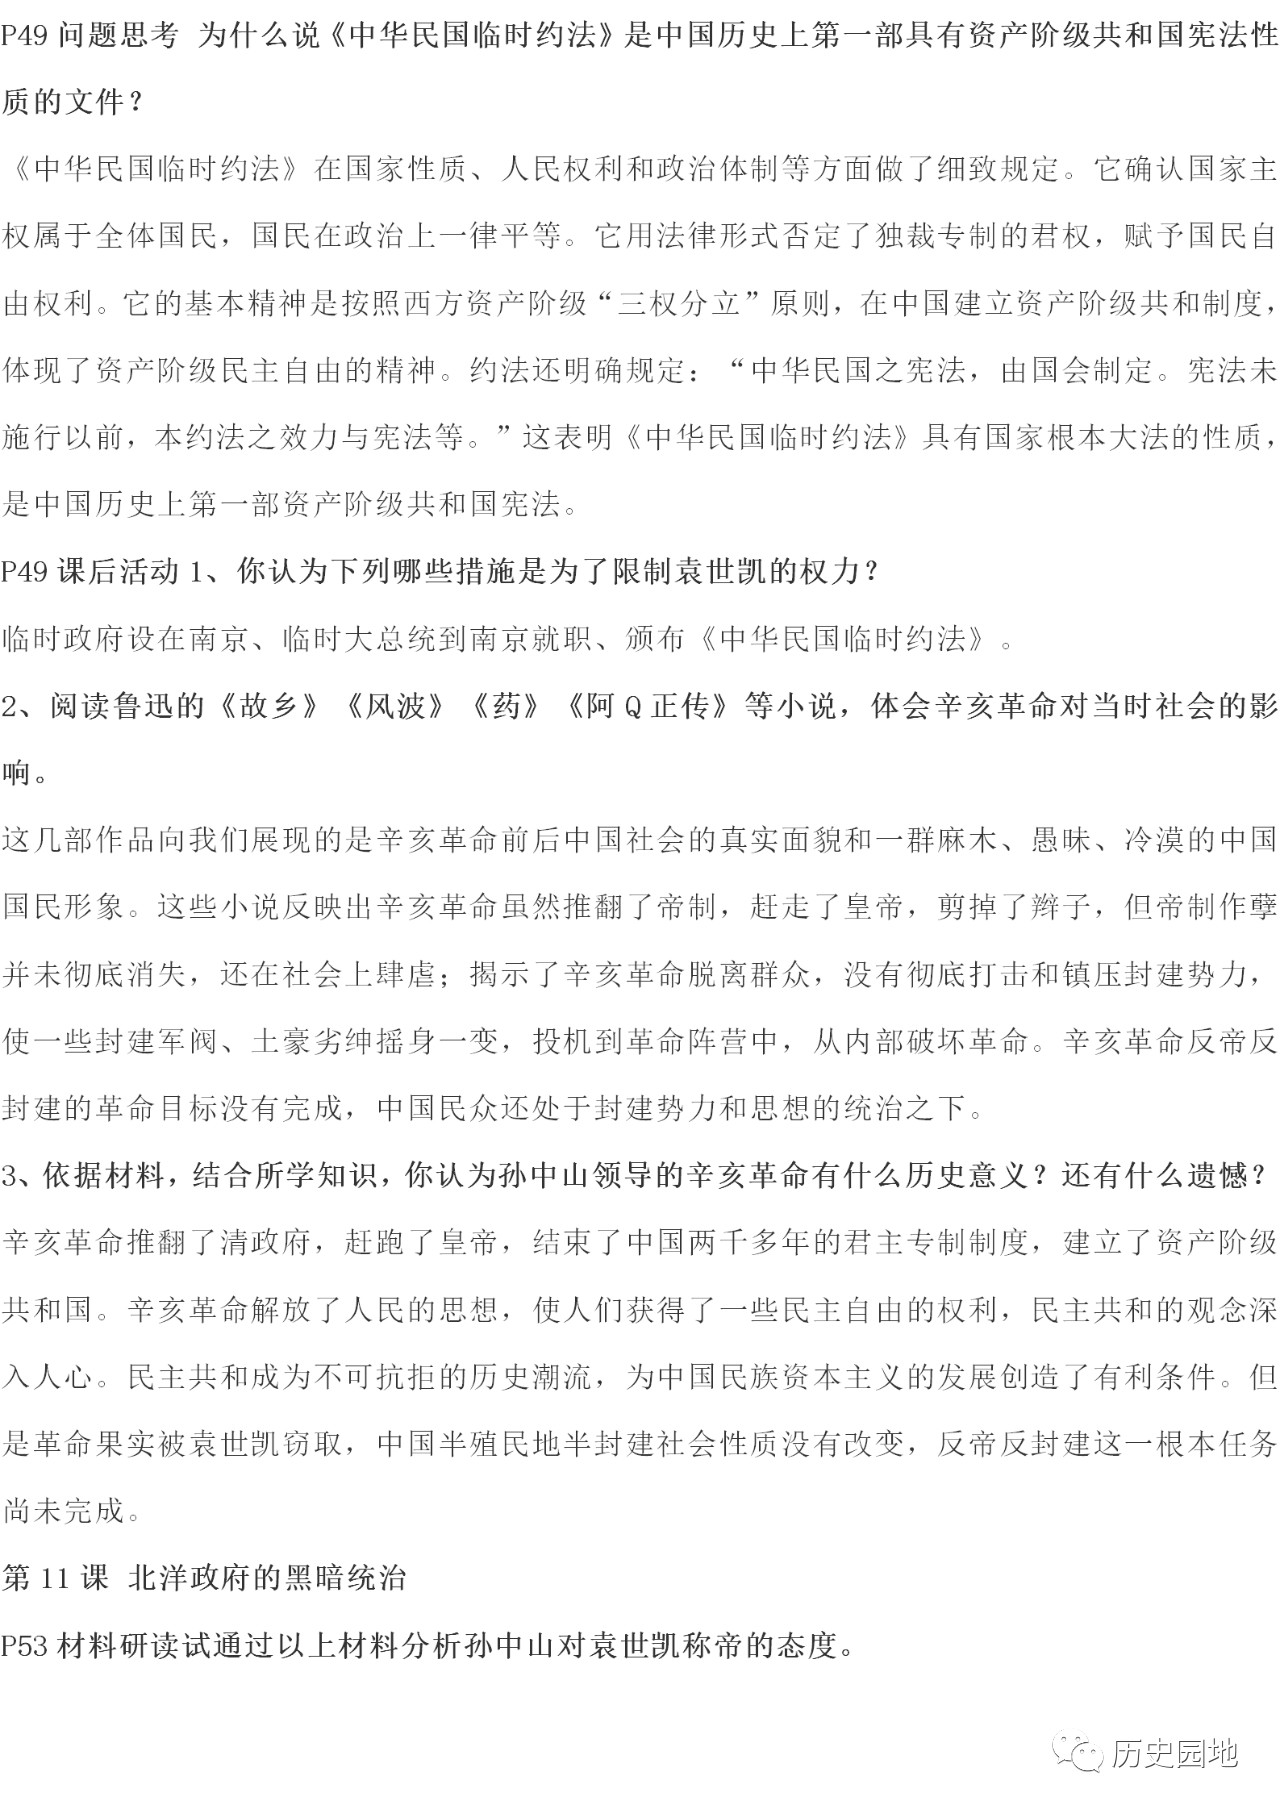 P49 问题思考 为什么说《中华民国临时约法》是中国历史上第一部具有资产阶级共和国宪法性
质的文件？
《中华民国临时约法》在国家性质、人民权利和政治体制等方面做了细致规定。它确认国家主
权属于全体国民，国民在政治上一律平等。它用法律形式否定了独裁专制的君权，赋予国民自
由权利。它的基本精神是按照西方资产阶级“三权分立”原则，在中国建立资产阶级共和制度，
体现了资产阶级民主自由的精神。约法还明确规定：“中华民国之宪法，由国会制定。宪法未
施行以前，本约法之效力与宪法等。”这表明《中华民国临时约法》具有国家根本大法的性质，
是中国历史上第一部资产阶级共和国宪法。
P49 课后活动 1、你认为下列哪些措施是为了限制袁世凯的权力？
临时政府设在南京、临时大总统到南京就职、颁布《中华民国临时约法》。
2、阅读鲁迅的《故乡》《风波》《药》《阿 Q 正传》等小说，体会辛亥革命对当时社会的影
响。
这几部作品向我们展现的是辛亥革命前后中国社会的真实面貌和一群麻木、愚昧、冷漠的中国
国民形象。这些小说反映出辛亥革命虽然推翻了帝制，赶走了皇帝，剪掉了辫子，但帝制作孽
并未彻底消失，还在社会上肆虐；揭示了辛亥革命脱离群众，没有彻底打击和镇压封建势力，
使一些封建军阀、土豪劣绅摇身一变，投机到革命阵营中，从内部破坏革命。辛亥革命反帝反
封建的革命目标没有完成，中国民众还处于封建势力和思想的统治之下。
3、依据材料，结合所学知识，你认为孙中山领导的辛亥革命有什么历史意义？还有什么遗憾？
辛亥革命推翻了清政府，赶跑了皇帝，结束了中国两千多年的君主专制制度，建立了资产阶级
共和国。辛亥革命解放了人民的思想，使人们获得了一些民主自由的权利，民主共和的观念深
入人心。民主共和成为不可抗拒的历史潮流，为中国民族资本主义的发展创造了有利条件。但
是革命果实被袁世凯窃取，中国半殖民地半封建社会性质没有改变，反帝反封建这一根本任务
尚未完成。
第 11 课 北洋政府的黑暗统治
P53 材料研读试通过以上材料分析孙中山对袁世凯称帝的态度。
历史园地